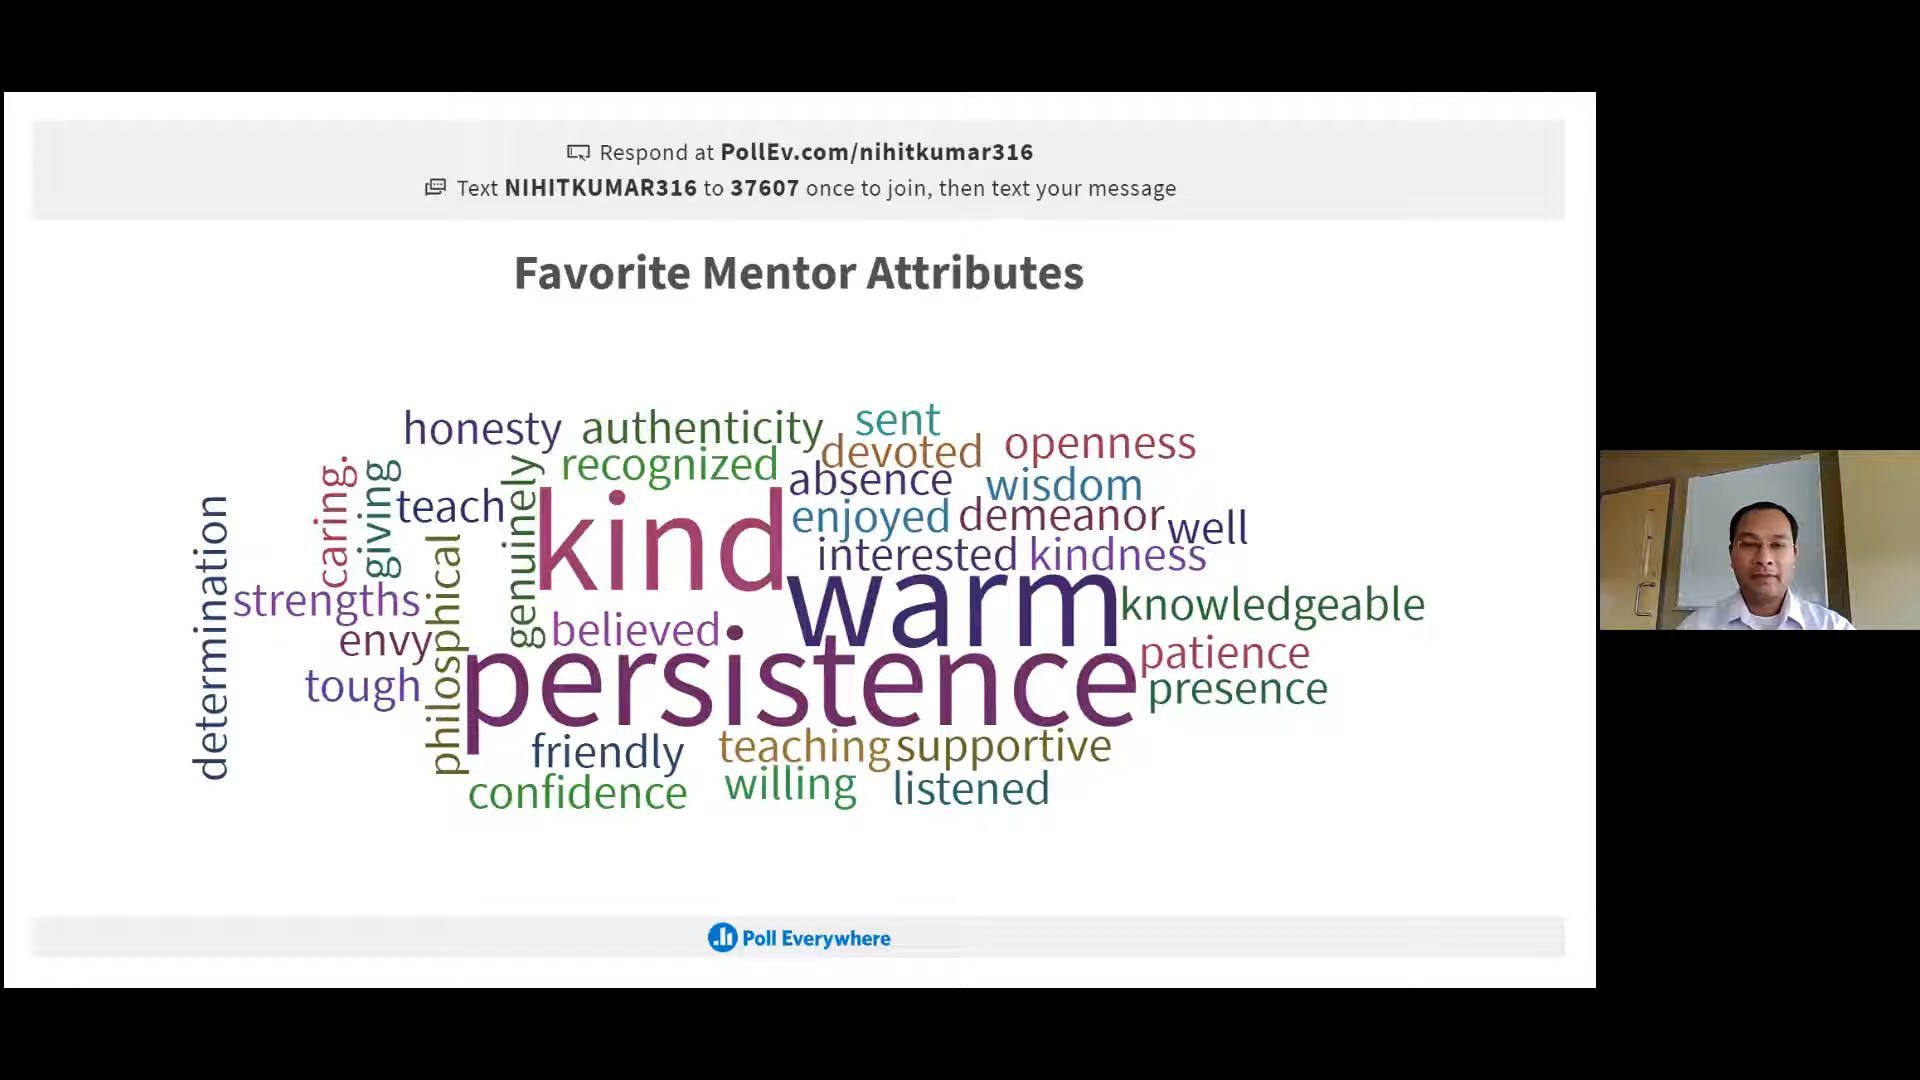 Respond at PollEv.com/nihitkumar316
Text NIHITKUMAR316 to 37607 once to join, then text your message
Favorite Mentor Attributes
honesty
authenticity
sent
devoted
openness
recognized
absence
wisdom
caring.
giving
teach
genuinely
kind
enjoyed
demeanor
well
interested
kindness
determination
strengths
philosophical
warm
knowledgeable
envy
believed
tough
persistence
patience
presence
friendly
teaching
supportive
confidence
willing
listened
Poll Everywhere